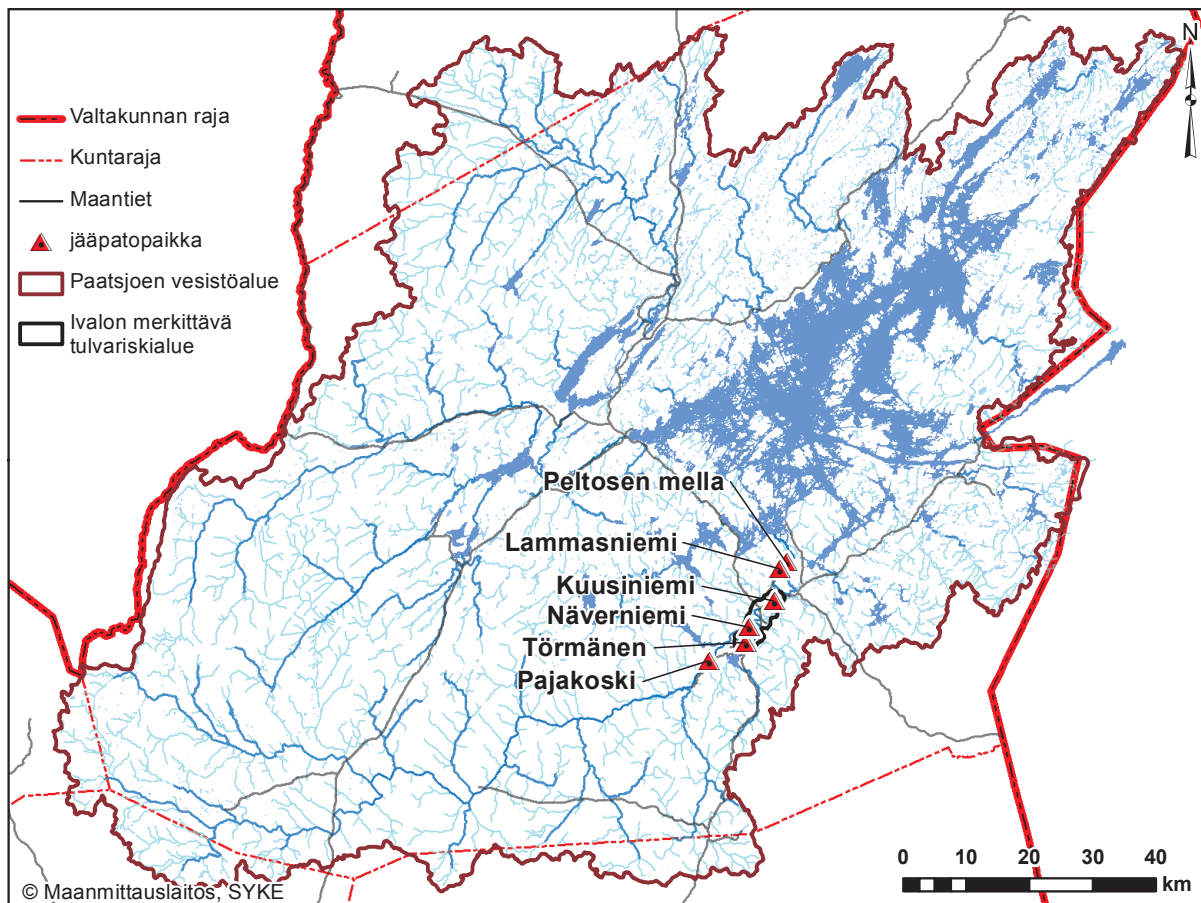 N
Valtakunnan raja
Kuntaraja
Maantiet
jääpatopaikka
Paatsjoen vesistöalue
Ivalon merkittävä
tulvariskialue
Peltosen mella
Lammasniemi
Kuusiniemi
Näverniemi
Törmänen
Pajakoski
0 10 20 30 40
km
© Maanmittauslaitos, SYKE